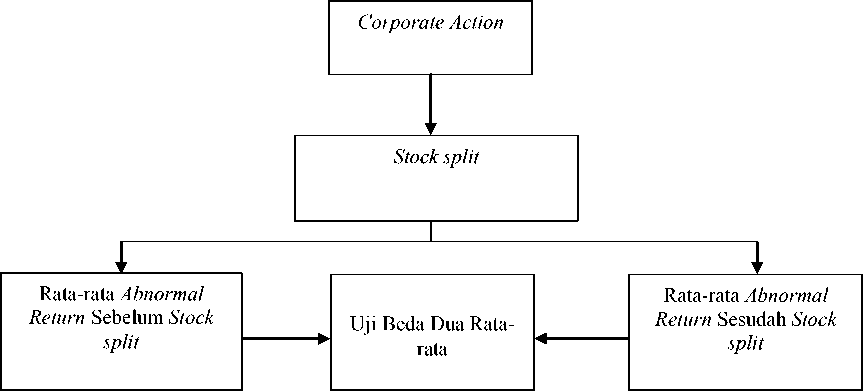 Corporate Action
Stock split
Rata-rata Abnormal
Return Sebelum Stock
split
Uji Beda Dua Rata-
rata
Rata-rata Abnormal
Return Sesudah Stock
split